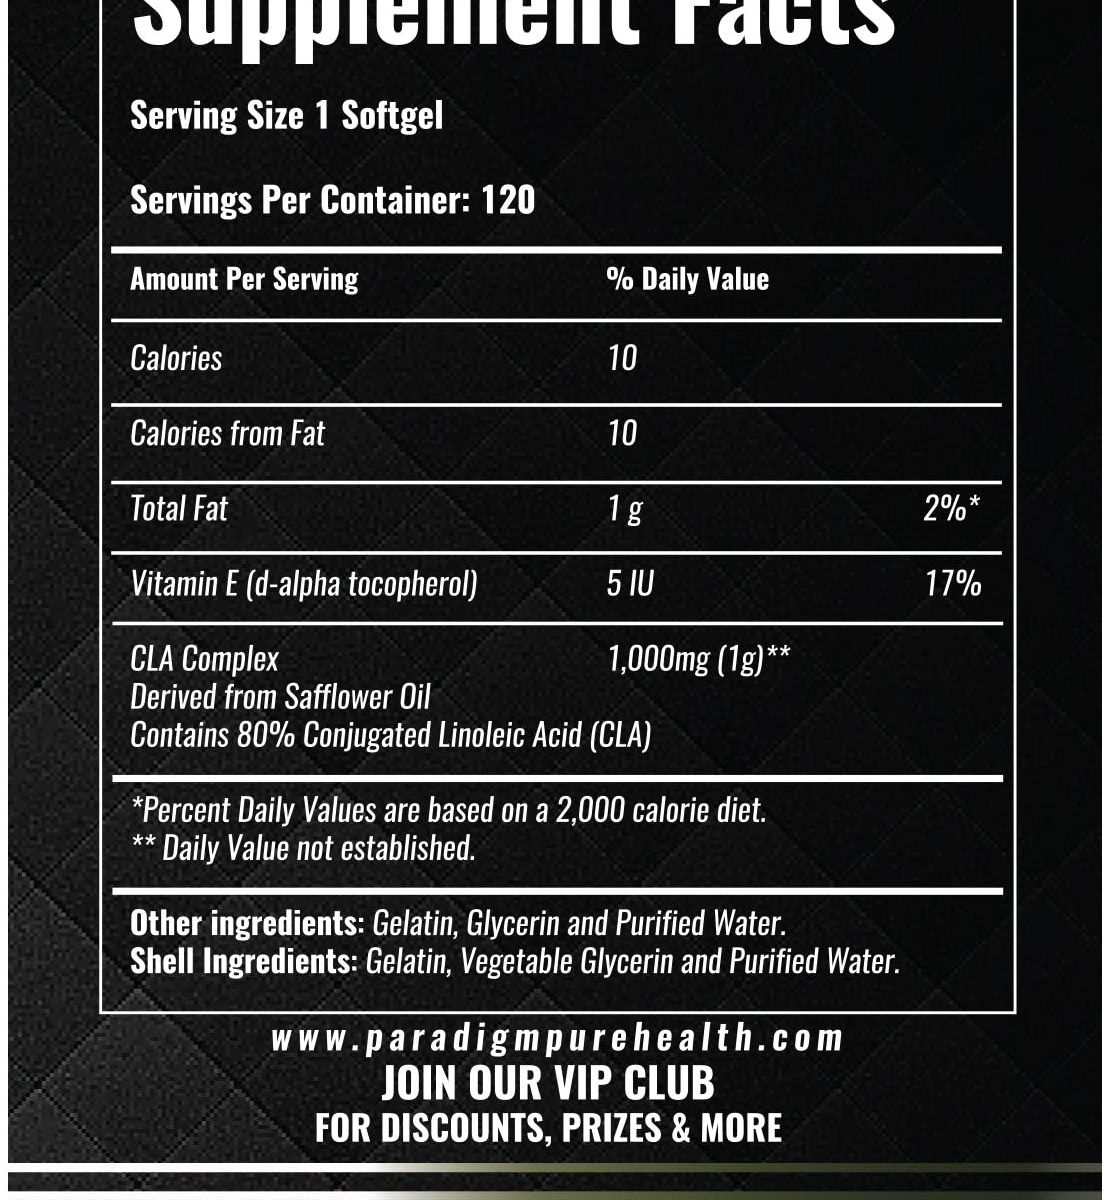 Supplement Facts
Serving Size 1 Softgel
Servings Per Container: 120
Amount Per Serving % Daily Value
Calories 10
Calories from Fat 10
Total Fat 1 g 2%*
Vitamin E (d-alpha tocopherol) 5 IU 17%
CLA Complex 1,000mg (1g)**
Derived from Safflower Oil
Contains 80% Conjugated Linoleic Acid (CLA)
*Percent Daily Values are based on a 2,000 calorie diet.
** Daily Value not established.
Other ingredients: Gelatin, Glycerin and Purified Water.
Shell Ingredients: Gelatin, Vegetable Glycerin and Purified Water.
www.paradigmpurehealth.com
JOIN OUR VIP CLUB
FOR DISCOUNTS, PRIZES & MORE